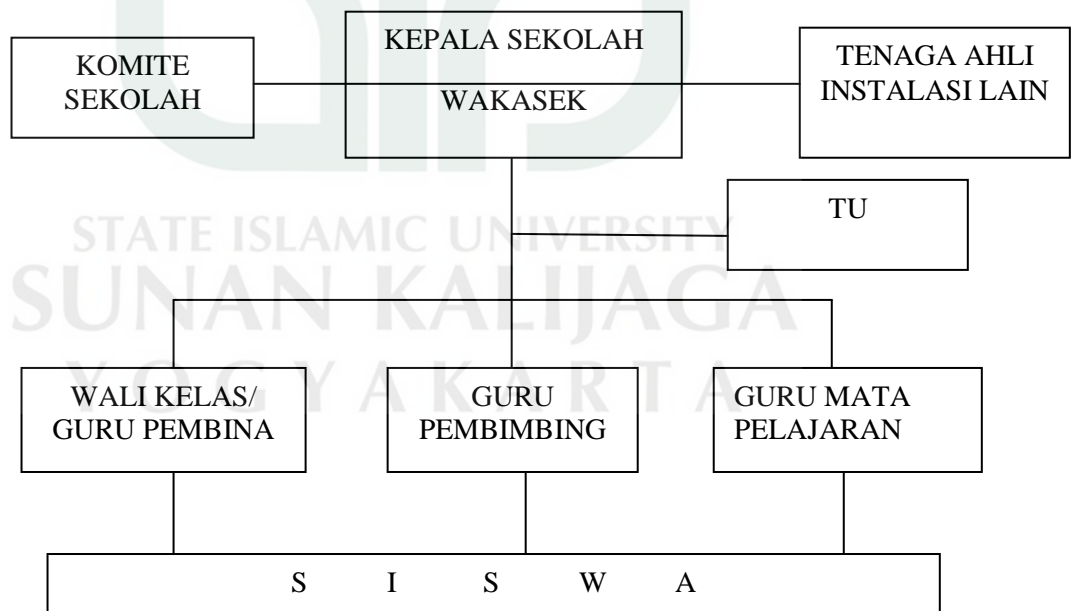 KOMITE
SEKOLAH
KEPALA SEKOLAH
WAKASEK
TENAGA AHLI
INSTALASI LAIN
TU
STATE ISLAMIC UNIVERSITY
SUNAN KALIJAGA
YOGYAKARTA
WALI KELAS/
GURU PEMBINA
GURU
PEMBIMBING
GURU MATA
PELAJARAN
S I S W A